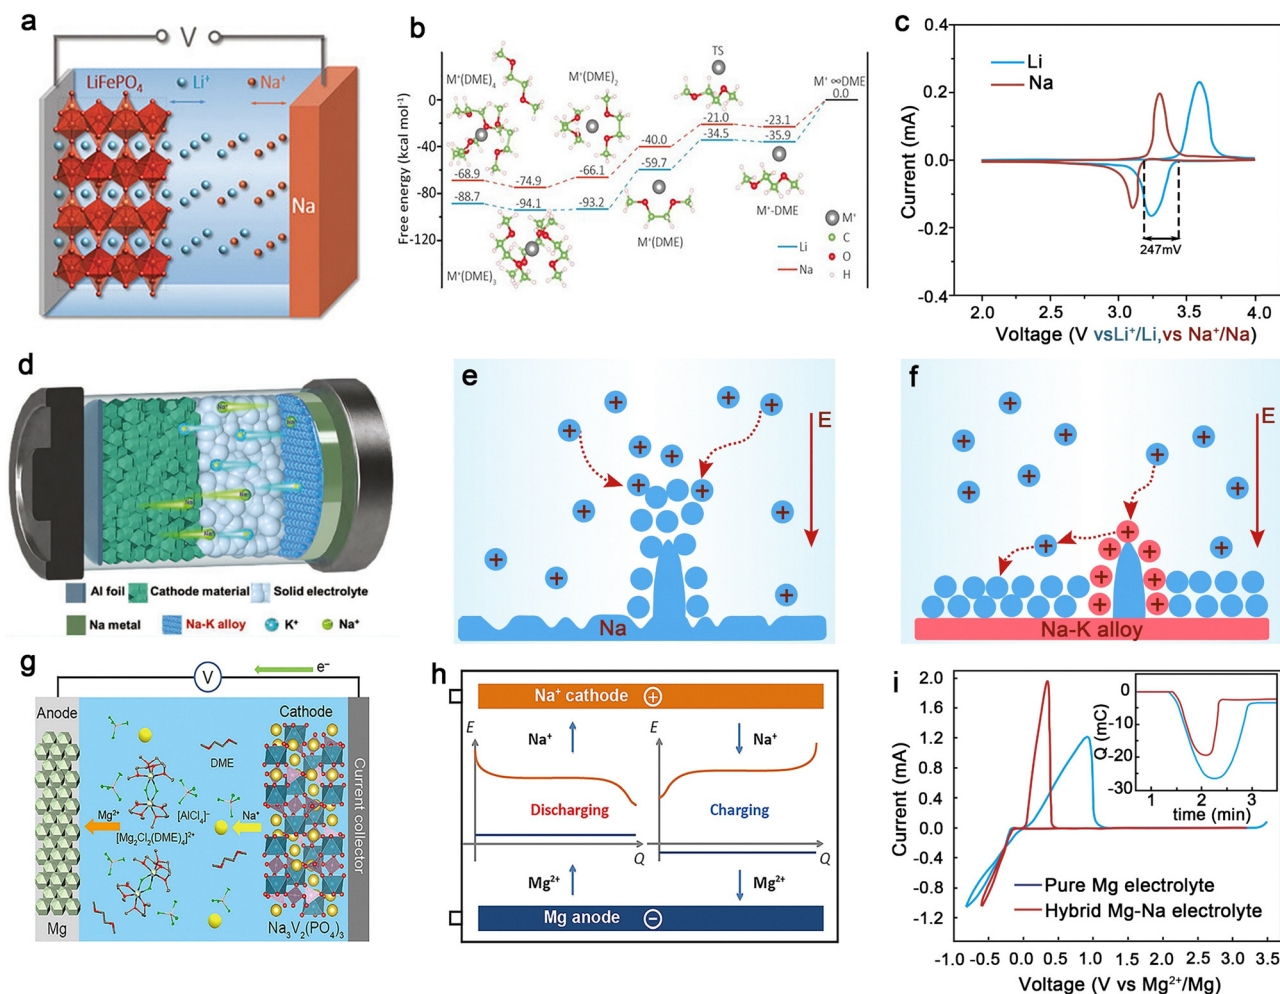 a
V
LiFePO₄
Li⁺
Na⁺
Na
b
Free energy (kcal mol⁻¹)
0
-40
-60
-80
-120
M⁺(DME)₄
M⁺(DME)₂
TS
M⁺ ∞DME
0.0
-21.0
-23.1
-40.0
-34.5
-35.9
-66.1
-59.7
-68.9
-74.9
-88.7
-94.1
-93.2
M⁺-DME
M⁺(DME)
M⁺(DME)₃
M⁺
C
O
H
Li
Na
c
Current (mA)
0.4
0.2
0.0
-0.2
-0.4
Li
Na
247mV
2.0 2.5 3.0 3.5 4.0
Voltage (V vsLi⁺/Li,vs Na⁺/Na)
d
Al foil Cathode material Solid electrolyte
Na metal Na-K alloy K⁺ Na⁺
e
E
Na
f
E
Na-K alloy
g
V
e⁻
Anode
Cathode
DME
Mg²⁺
[AlCl₄]⁻
Na⁺
[Mg₂Cl₂(DME)₄]²⁺
Current collector
Mg
Na₃V₂(PO₄)₃
h
Na⁺ cathode +
E
Na⁺
Na⁺
Discharging
Charging
Q
Q
Mg²⁺
Mg²⁺
Mg anode −
i
Current (mA)
2.0
1.6
1.2
0.8
0.4
0.0
-0.4
-0.8
-1.2
Q (mC)
0
-10
-20
-30
1 2 3
time (min)
Pure Mg electrolyte
Hybrid Mg-Na electrolyte
-1.0 -0.5 0.0 0.5 1.0 1.5 2.0 2.5 3.0 3.5
Voltage (V vs Mg²⁺/Mg)